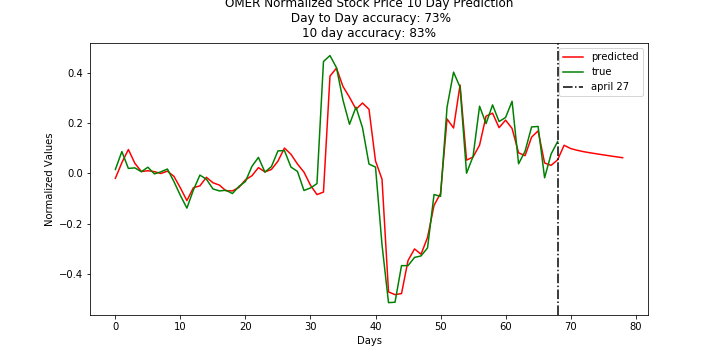 OMER Normalized Stock Price 10 Day Prediction
Day to Day accuracy: 73%
10 day accuracy: 83%
predicted
true
april 27
Normalized Values
0.4
0.2
0.0
−0.2
−0.4
0 10 20 30 40 50 60 70 80
Days